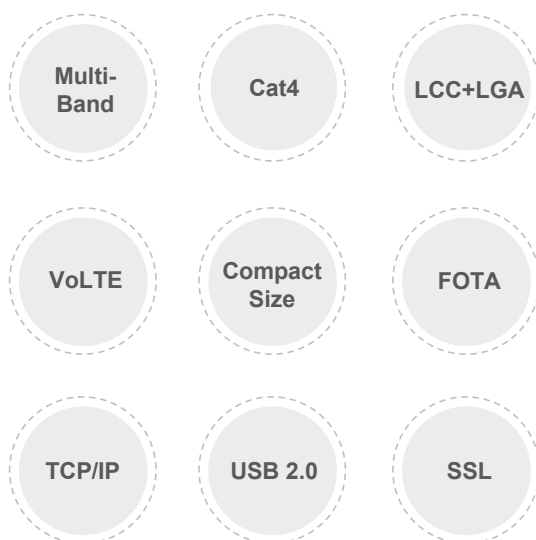 Multi-
Band
Cat4
LCC+LGA
VoLTE
Compact
Size
FOTA
TCP/IP
USB 2.0
SSL